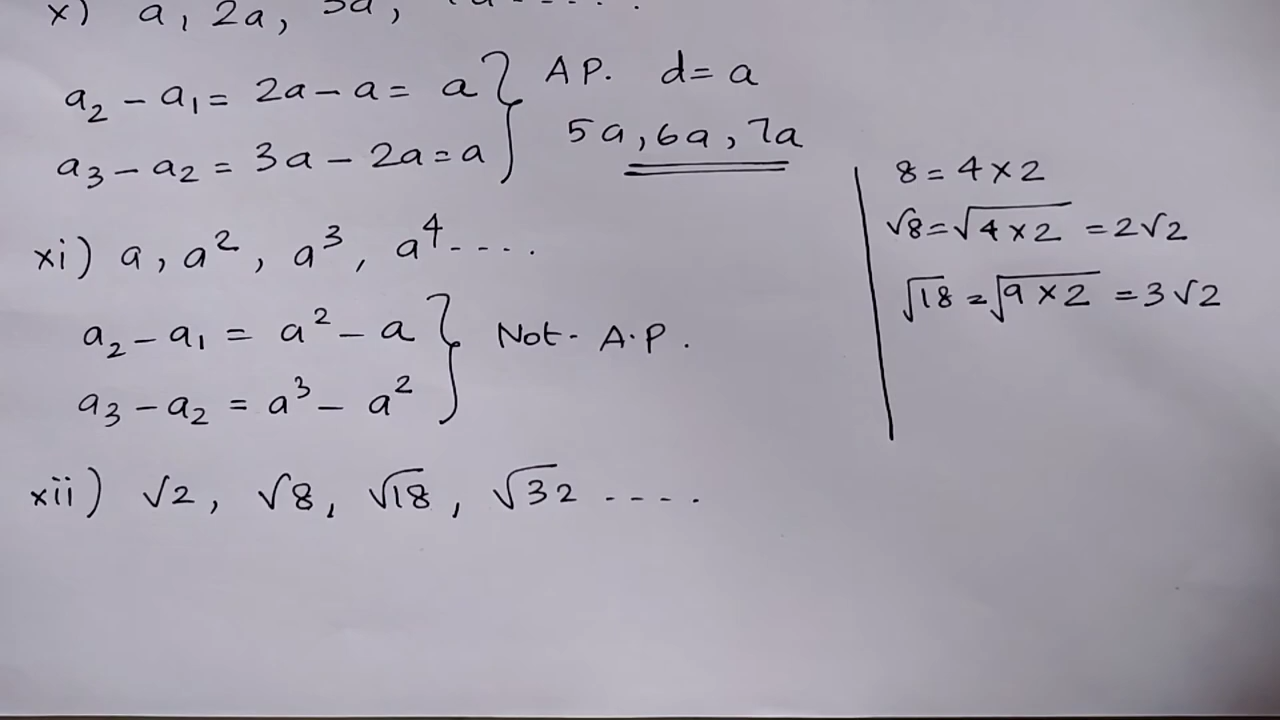 x) a, 2a, 3a,
a₂ - a₁ = 2a - a = a } A P. d = a
a₃ - a₂ = 3a - 2a = a
5a, 6a, 7a
xi) a, a², a³, a⁴ - - - .
a₂ - a₁ = a² - a } Not- A.P.
a₃ - a₂ = a³ - a²
xii) √2, √8, √18, √32 - - - - .
8 = 4 × 2
√8 = √4 × 2 = 2√2
√18 = √9 × 2 = 3√2